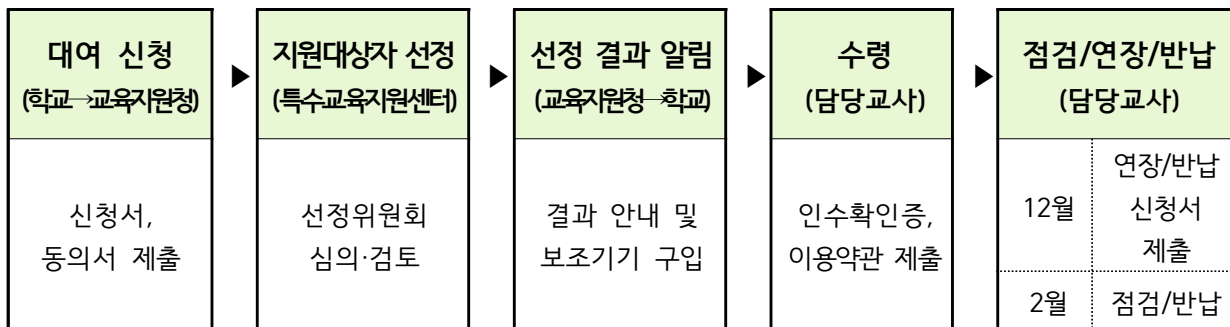 대여 신청
(학교→교육지원청)
신청서,
동의서 제출
▶
지원대상자 선정
(특수교육지원센터)
선정위원회
심의·검토
▶
선정 결과 알림
(교육지원청→학교)
결과 안내 및
보조기기 구입
▶
수령
(담당교사)
인수확인증,
이용약관 제출
▶
점검/연장/반납
(담당교사)
12월
연장/반납
신청서
제출
2월
점검/반납